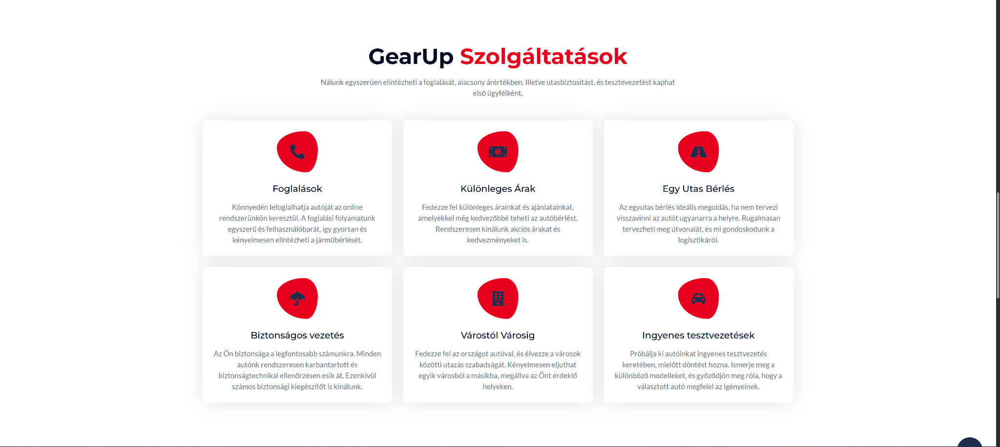 GearUp Szolgáltatások
Nálunk egyszerúen elintézheti a foglalását, alacsony árértékben. Illetve utasbiztosítást, és tesztevezetést kaphat
első ügyfélként.
Foglalások
Könnyedén lefoglalhatja autóját az online
rendszerünkön keresztül. A foglalási folyamatunk
egyszerű és felhasználóbarát, így gyorsan és
kényelmesen elintézheti a járműbérlését.
Különleges Árak
Fedezze fel különleges árainkat és ajánlatainkat,
amelyekkel még kedvezőbbé teheti az autóbérlést.
Rendszeresen kínálunk akciós árakat és
kedvezményeket is.
Egy Utas Bérlés
Az egyutas bérlés ideális megoldás, ha nem tervezi
visszavinni az autót ugyanarra a helyre. Rugalmasan
tervezheti meg útvonalát, és mi gondoskodunk a
logisztikáról.
Biztonságos vezetés
Az Ön biztonsága a legfontosabb számunkra. Minden
autónk rendszeresen karbantartott és
biztonságtechnikai ellenőrzésen esik át. Ezenkívül
számos biztonsági kiegészítőt is kínálunk.
Várostól Városig
Fedezze fel az országot autóval, és élvezze a városok
közötti utazás szabadságát. Kényelmesen eljuthat
egyik városból a másikba, megállva az Önt érdeklő
helyeken.
Ingyenes tesztvezetések
Próbálja ki autóinkat ingyenes tesztvezetés
keretében, mielőtt döntést hozna. Ismerje meg a
különböző modelleket, és győződjön meg róla, hogy a
választott autó megfelel az igényeinek.